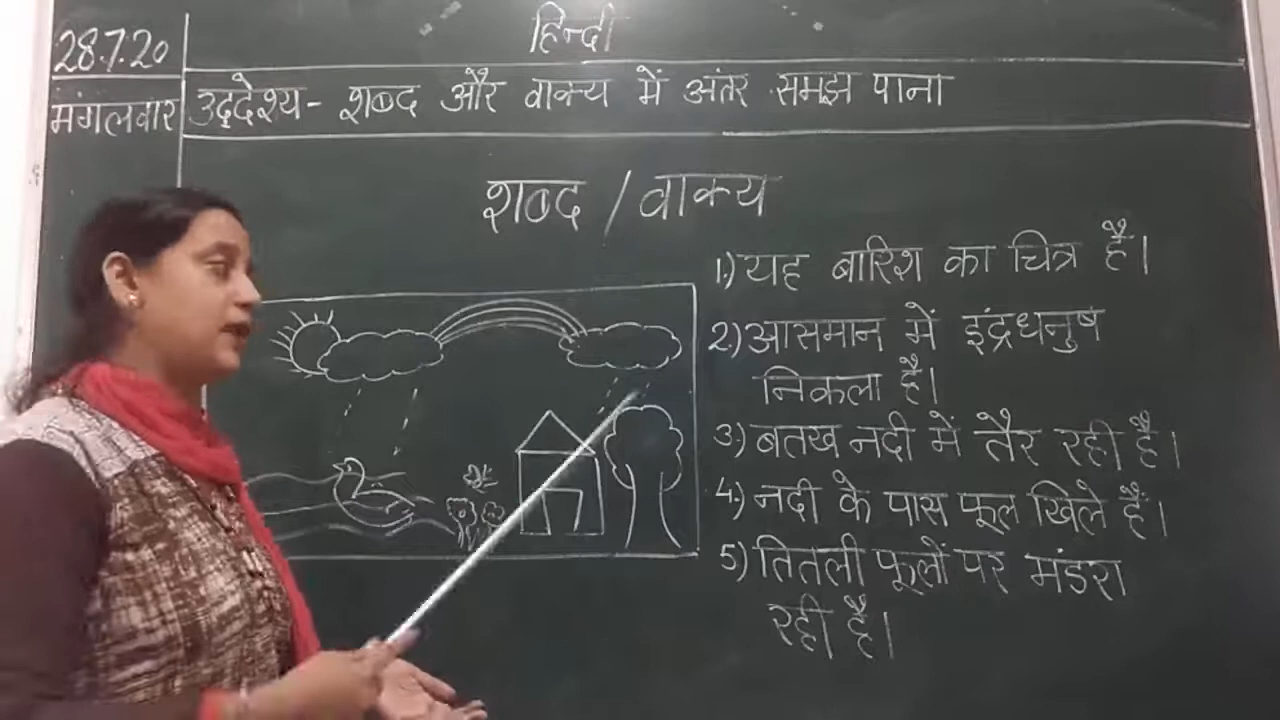 हिन्दी
28.7.20
मंगलवार
उद्देश्य- शब्द और वाक्य में अंतर समझ पाना
शब्द / वाक्य
1.) यह बारिश का चित्र है।
2.) आसमान में इंद्रधनुष
निकला है।
3.) बतख नदी में तैर रही है।
4.) नदी के पास फूल खिले हैं।
5) तितली फूलों पर मंडरा
रही है।